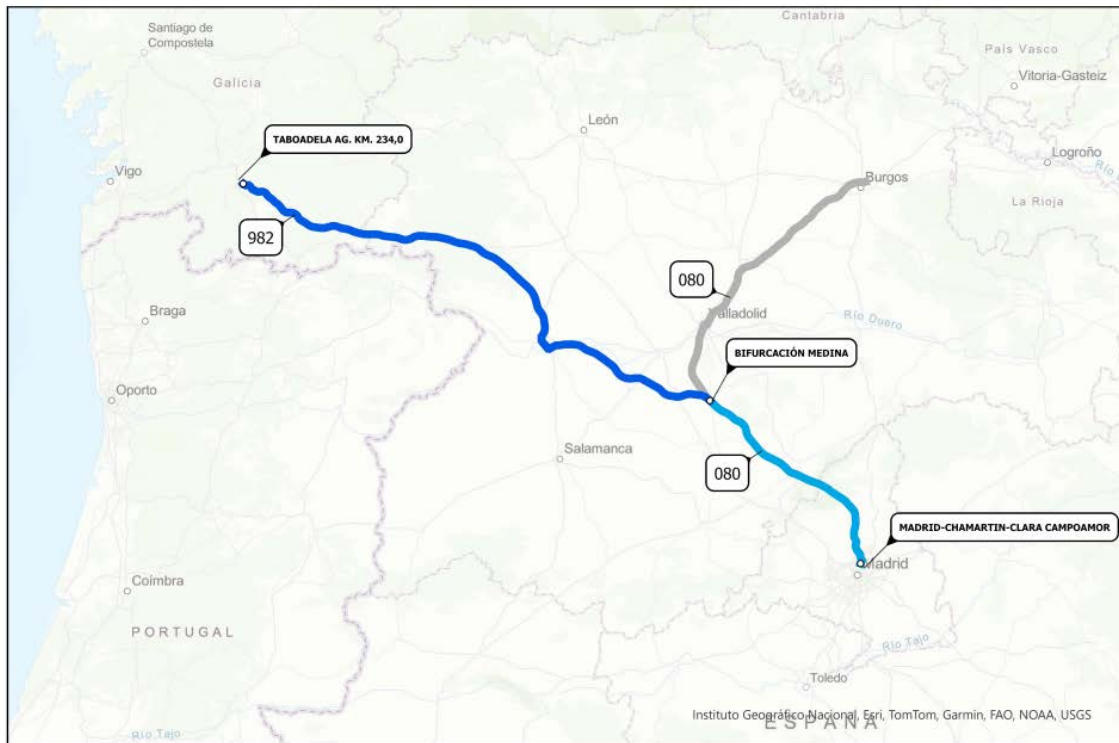 Cantabria
Santiago de
Compostela
País Vasco
Vitoria-Gasteiz
Galicia
León
TABOADELA AG. KM. 234,0
Logroño
Vigo
Burgos
La Rioja
982
080
Valladolid
Braga
Río Duero
BIFURCACIÓN MEDINA
Oporto
Salamanca
080
MADRID-CHAMARTIN-CLARA CAMPOAMOR
Madrid
Coímbra
PORTUGAL
Río Tajo
Toledo
Instituto Geográfico Nacional, Esri, TomTom, Garmin, FAO, NOAA, USGS
ESPAÑA
Río Tajo